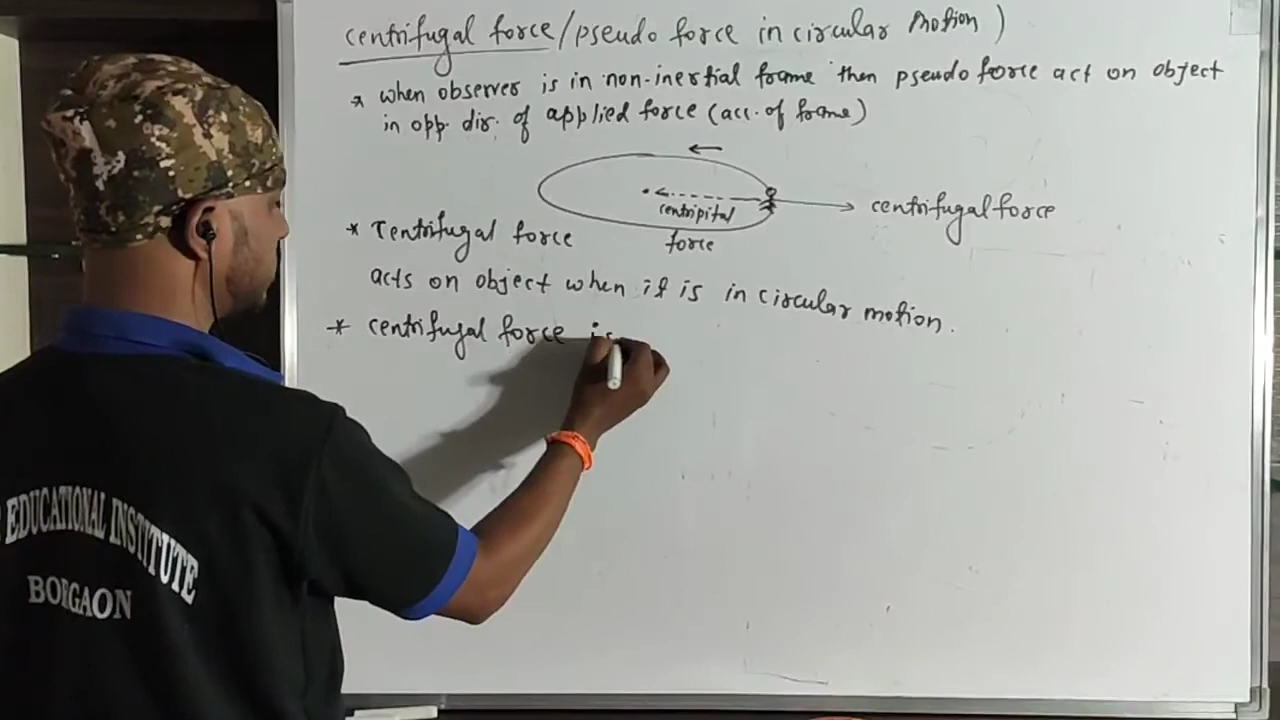 centrifugal force/pseudo force in circular motion)
* when observer is in non-inertial frame then pseudo force act on object
in opp. dir. of applied force (acc. of frame)
centripital
force
centrifugal force
* Centrifugal force
acts on object when it is in circular motion.
* centrifugal force is
EDUCATIONAL INSTITUTE
BORGAON